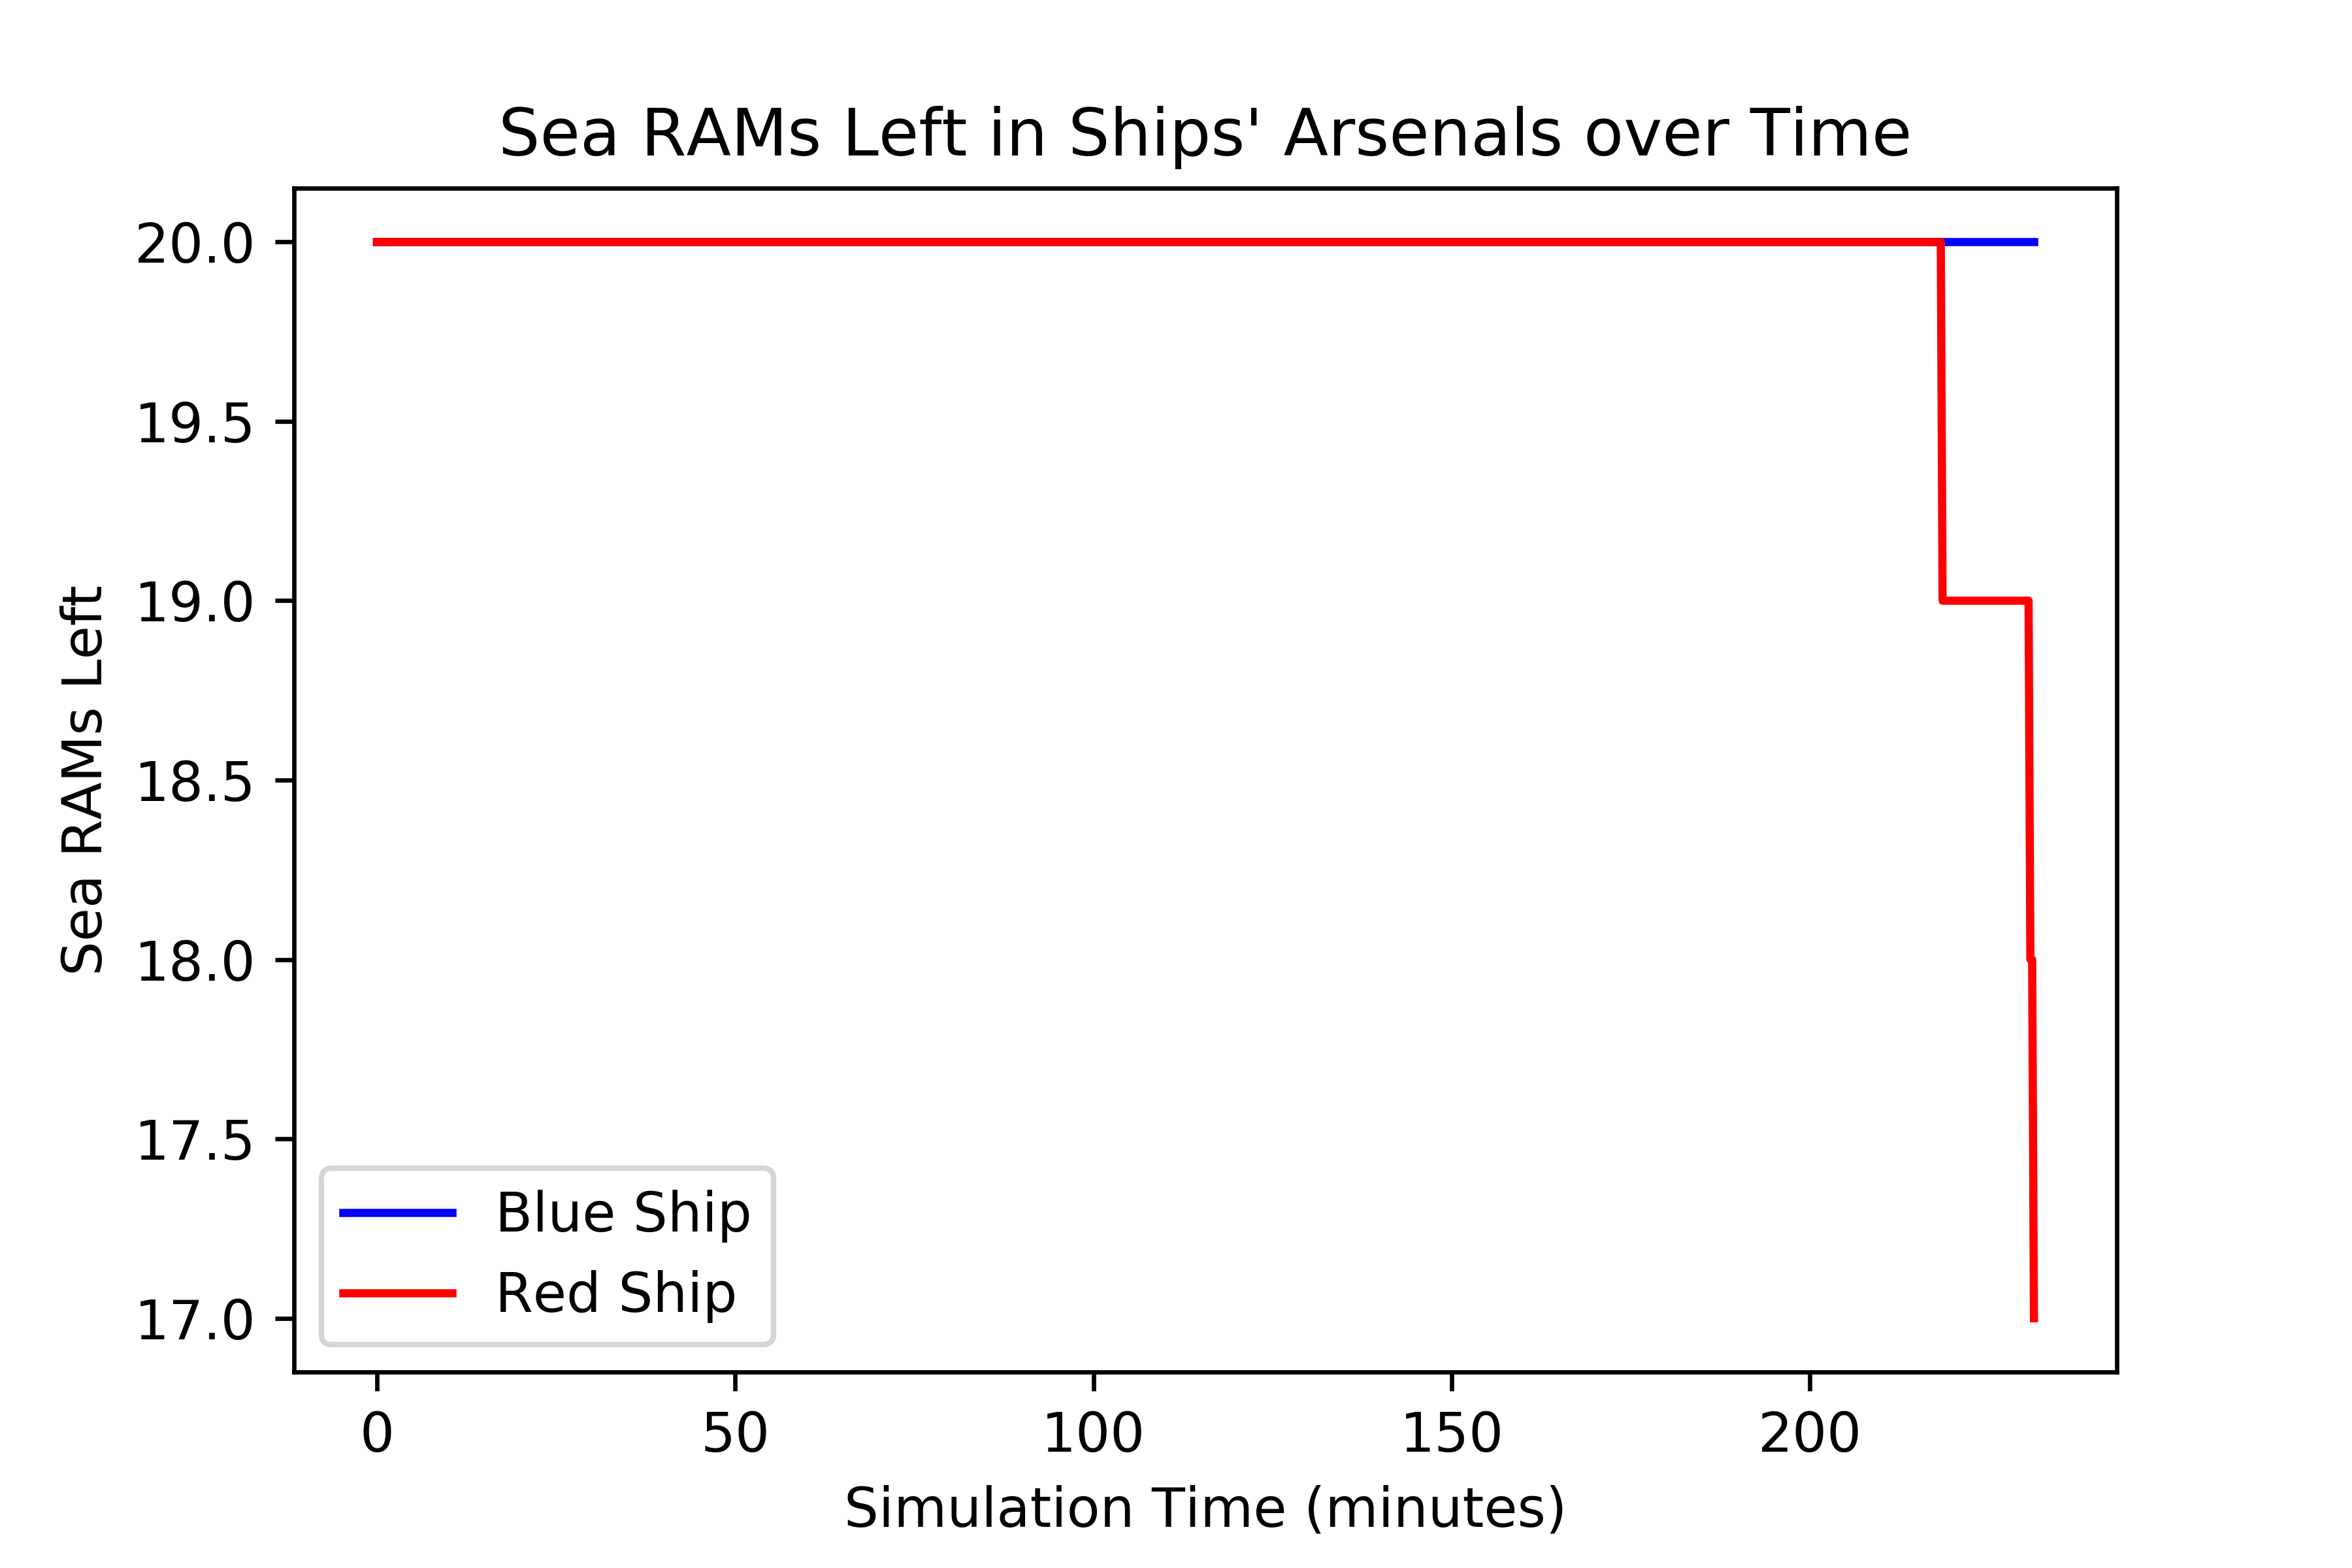 Sea RAMs Left in Ships' Arsenals over Time
20.0
19.5
19.0
18.5
18.0
17.5
17.0
Sea RAMs Left
Blue Ship
Red Ship
0 50 100 150 200
Simulation Time (minutes)